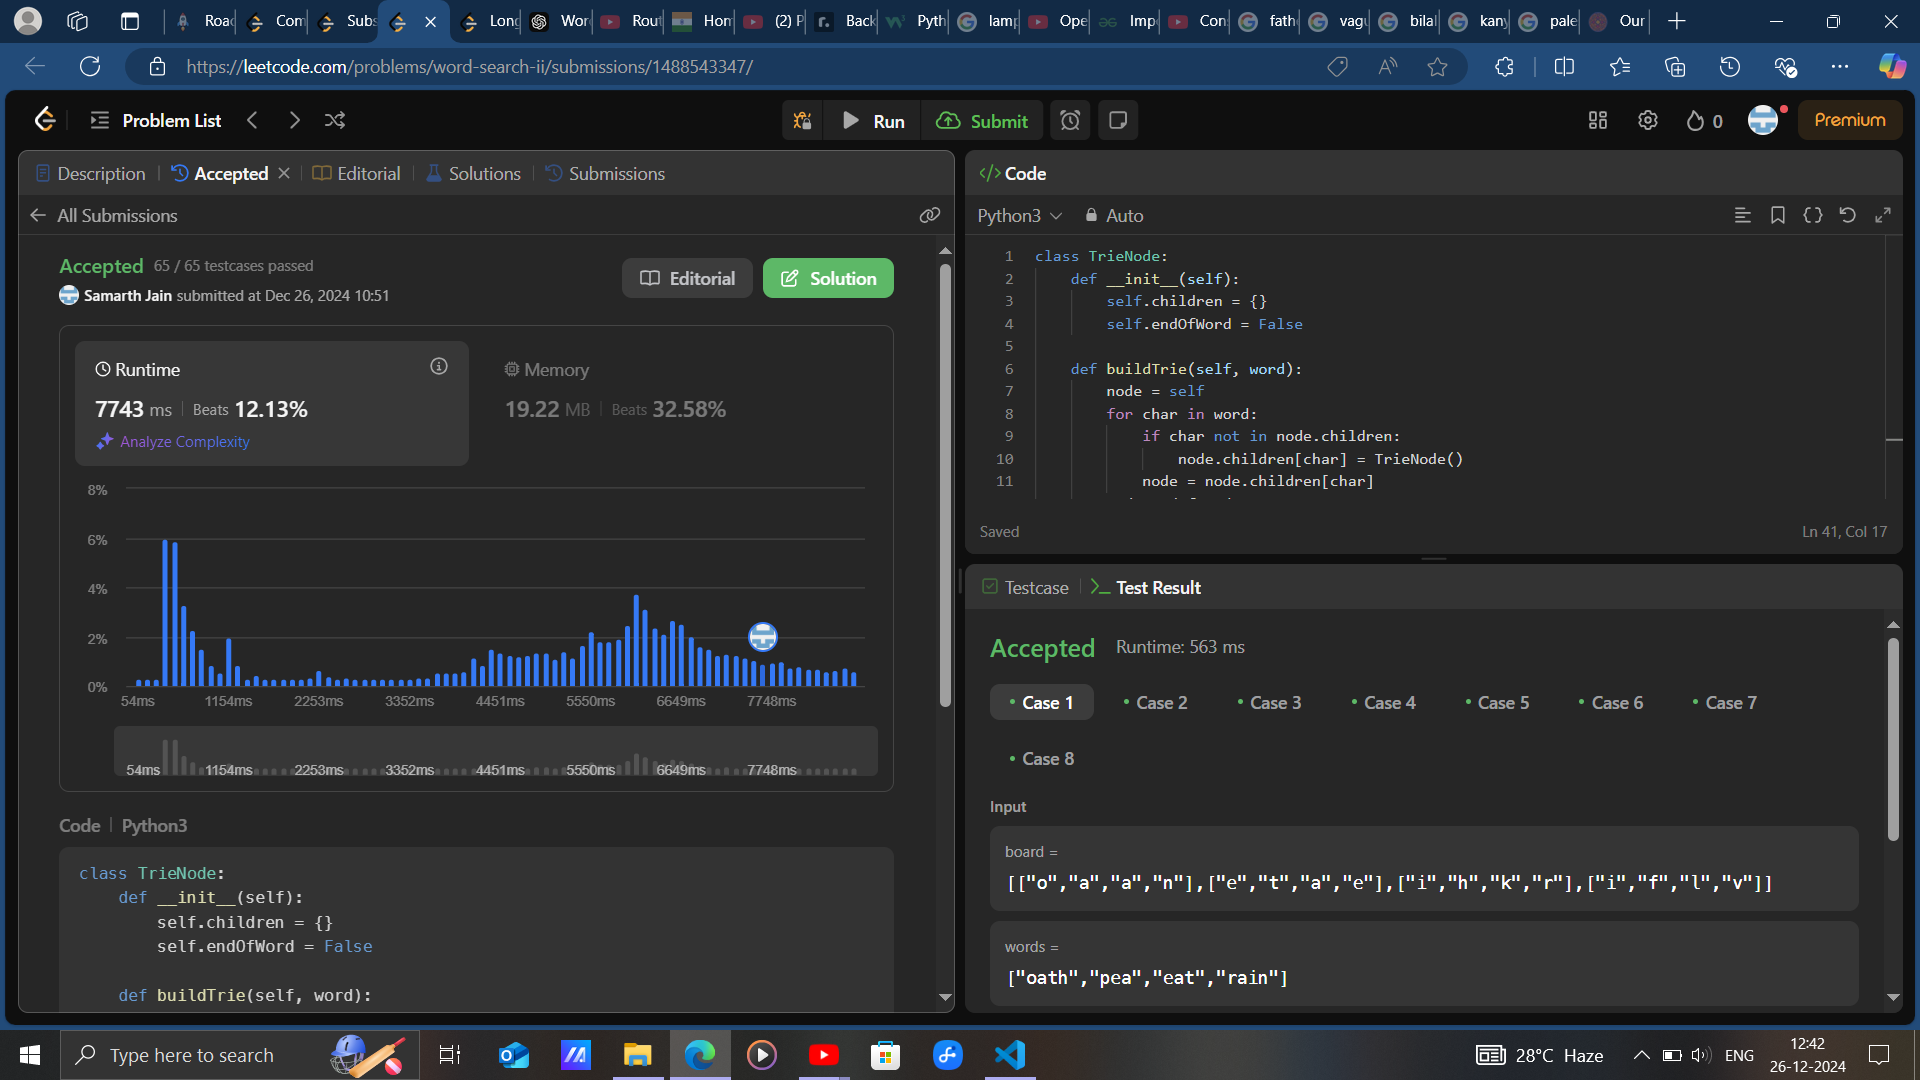 Roac
Com
Subs
Long
Wor
Rout
Hon
(2) P
Back
Pyth
lamp
Ope
Impo
Con
fath
vagu
bilal
kany
pale
Our
https://leetcode.com/problems/word-search-ii/submissions/1488543347/
Problem List
Run
Submit
0
Premium
Description
Accepted
Editorial
Solutions
Submissions
All Submissions
Accepted 65 / 65 testcases passed
Samarth Jain submitted at Dec 26, 2024 10:51
Editorial
Solution
Runtime
7743 ms Beats 12.13%
Analyze Complexity
Memory
19.22 MB Beats 32.58%
8%
6%
4%
2%
0%
54ms 1154ms 2253ms 3352ms 4451ms 5550ms 6649ms 7748ms
54ms 1154ms 2253ms 3352ms 4451ms 5550ms 6649ms 7748ms
Code Python3
class TrieNode:
def __init__(self):
self.children = {}
self.endOfWord = False
def buildTrie(self, word):
Code
Python3
Auto
1 class TrieNode:
2 def __init__(self):
3 self.children = {}
4 self.endOfWord = False
5
6 def buildTrie(self, word):
7 node = self
8 for char in word:
9 if char not in node.children:
10 node.children[char] = TrieNode()
11 node = node.children[char]
Saved
Ln 41, Col 17
Testcase
Test Result
Accepted Runtime: 563 ms
Case 1
Case 2
Case 3
Case 4
Case 5
Case 6
Case 7
Case 8
Input
board =
[["o","a","a","n"],["e","t","a","e"],["i","h","k","r"],["i","f","l","v"]]
words =
["oath","pea","eat","rain"]
Type here to search
28°C Haze
ENG
12:42
26-12-2024